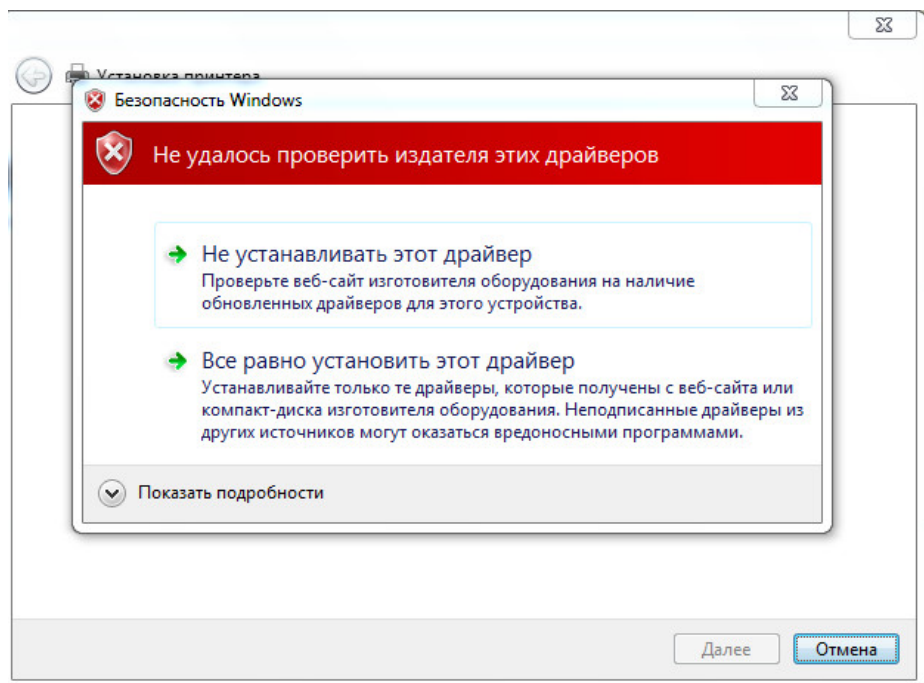 Установка принтера
Безопасность Windows
Не удалось проверить издателя этих драйверов
Не устанавливать этот драйвер
Проверьте веб-сайт изготовителя оборудования на наличие
обновленных драйверов для этого устройства.
Все равно установить этот драйвер
Устанавливайте только те драйверы, которые получены с веб-сайта или
компакт-диска изготовителя оборудования. Неподписанные драйверы из
других источников могут оказаться вредоносными программами.
Показать подробности
Далее
Отмена